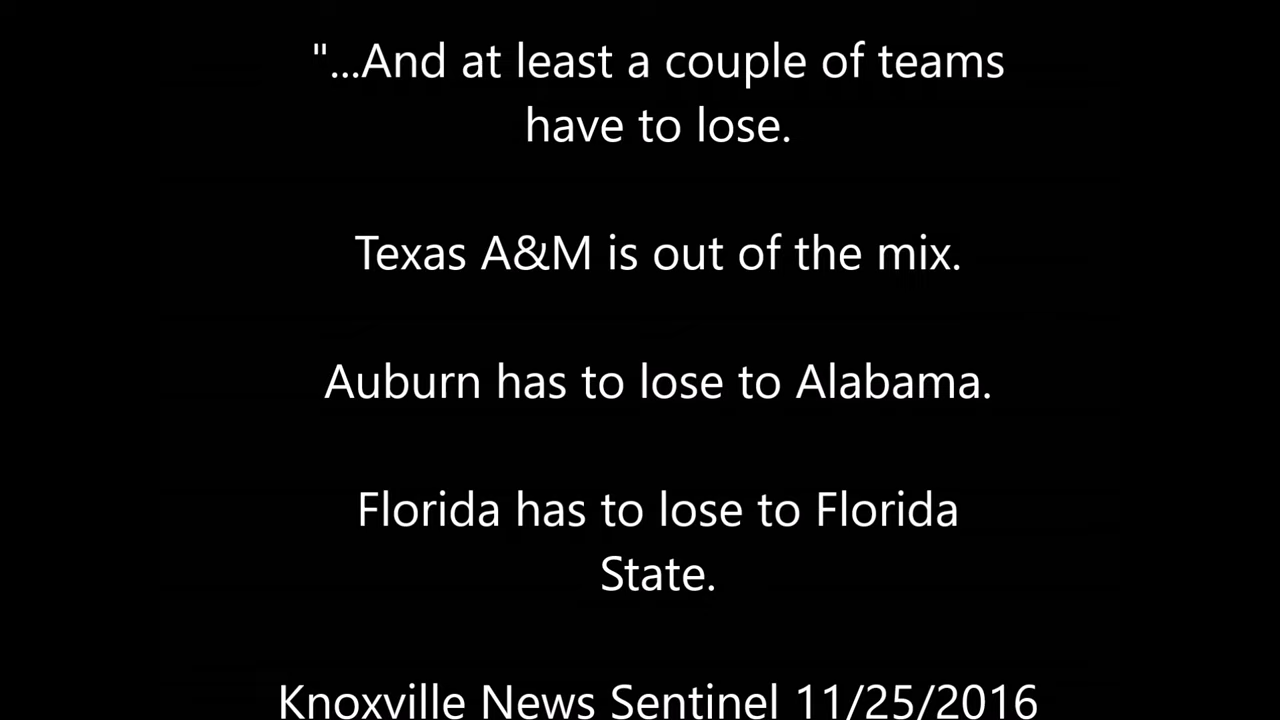 "...And at least a couple of teams
have to lose.
Texas A&M is out of the mix.
Auburn has to lose to Alabama.
Florida has to lose to Florida
State.
Knoxville News Sentinel 11/25/2016